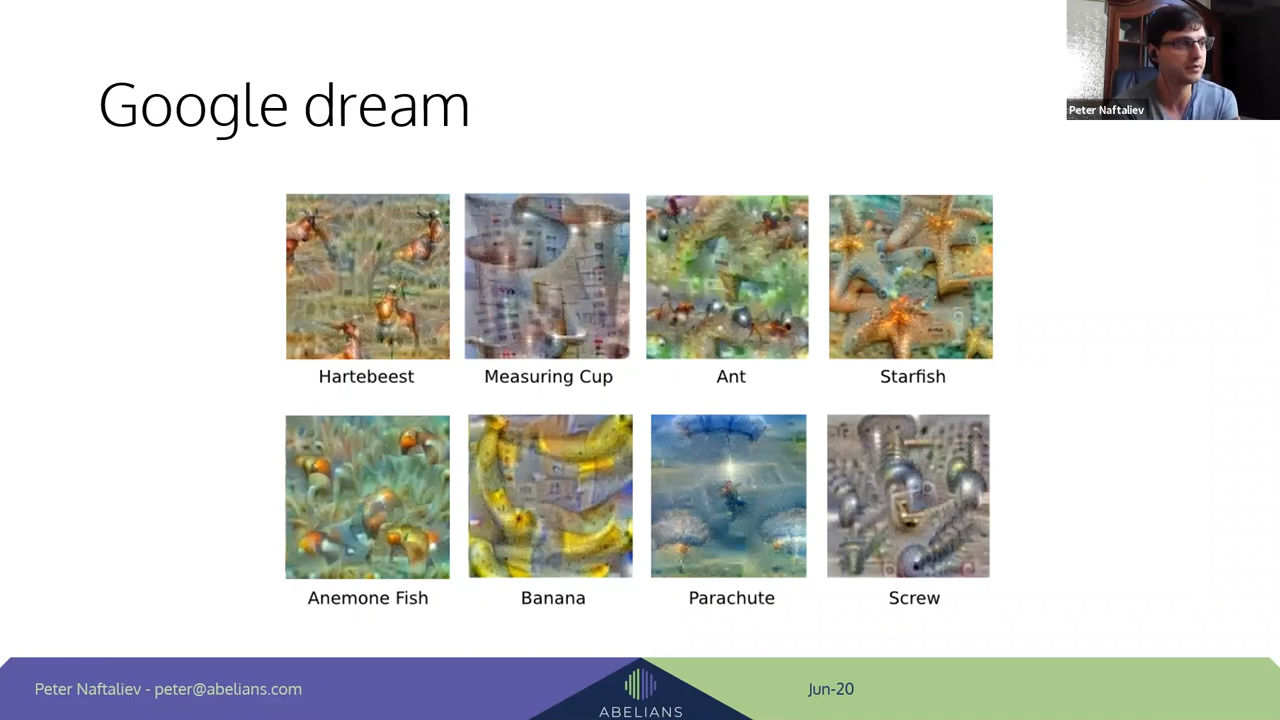 Google dream
Peter Naftaliev
Hartebeest
Measuring Cup
Ant
Starfish
Anemone Fish
Banana
Parachute
Screw
Peter Naftaliev - peter@abelians.com
ABELIANS
Jun-20